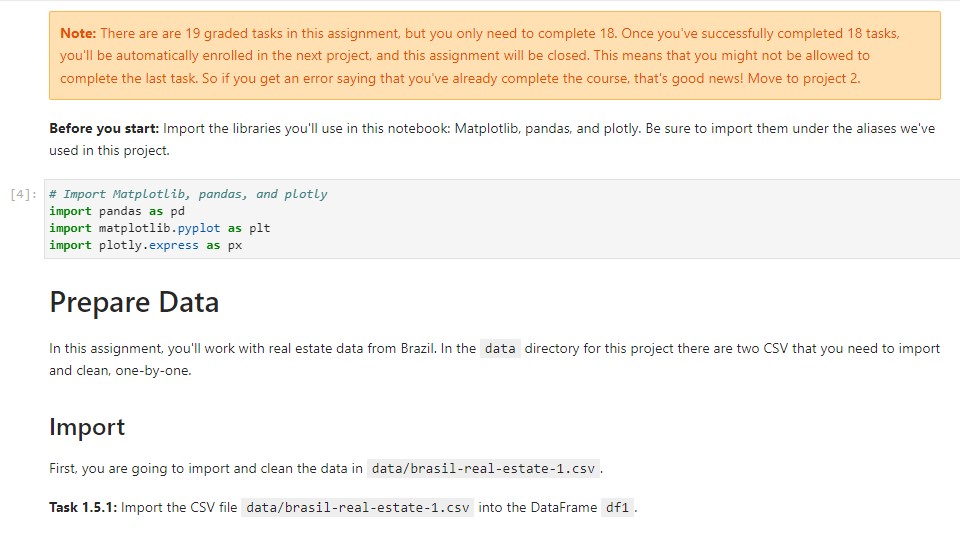 Note: There are are 19 graded tasks in this assignment, but you only need to complete 18. Once you've successfully completed 18 tasks,
you'll be automatically enrolled in the next project, and this assignment will be closed. This means that you might not be allowed to
complete the last task. So if you get an error saying that you've already complete the course, that's good news! Move to project 2.
Before you start: Import the libraries you'll use in this notebook: Matplotlib, pandas, and plotly. Be sure to import them under the aliases we've
used in this project.
[4]: # Import Matplotlib, pandas, and plotly
import pandas as pd
import matplotlib.pyplot as plt
import plotly.express as px
Prepare Data
In this assignment, you'll work with real estate data from Brazil. In the data directory for this project there are two CSV that you need to import
and clean, one-by-one.
Import
First, you are going to import and clean the data in data/brasil-real-estate-1.csv.
Task 1.5.1: Import the CSV file data/brasil-real-estate-1.csv into the DataFrame df1.